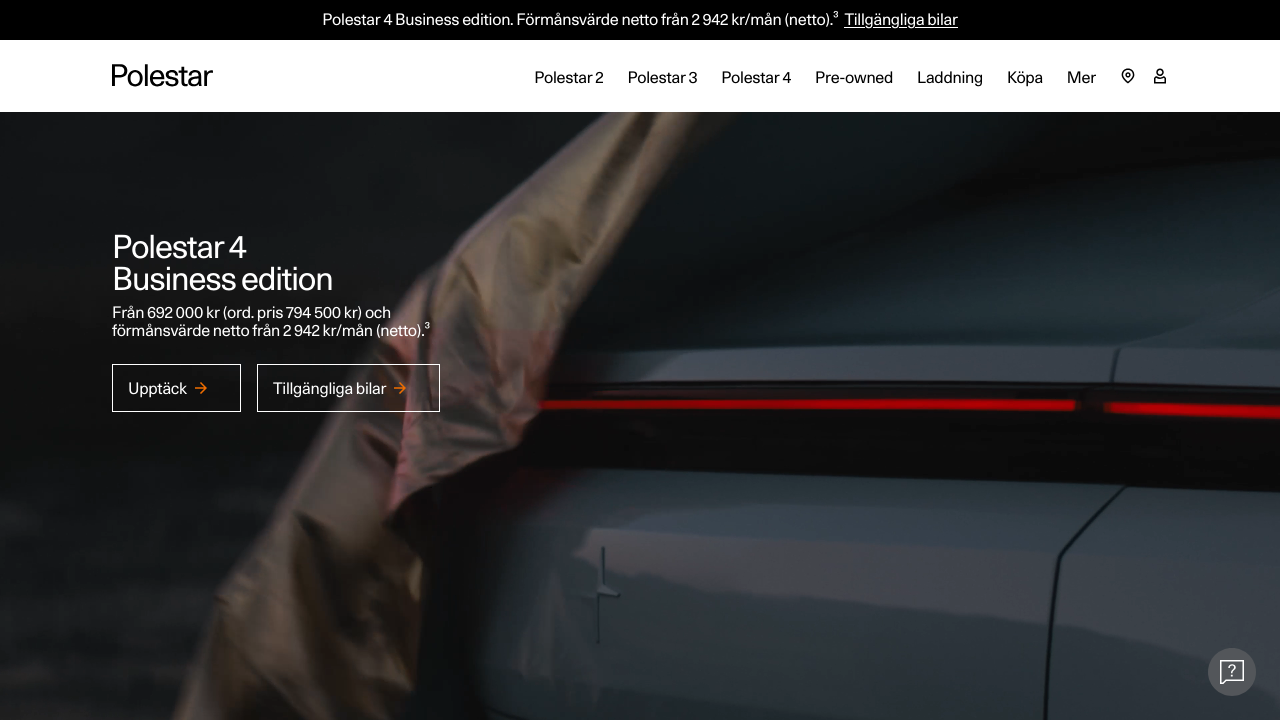 Polestar 4 Business edition. Förmånsvärde netto från 2 942 kr/mån (netto).³ Tillgängliga bilar
Polestar
Polestar 2
Polestar 3
Polestar 4
Pre-owned
Laddning
Köpa
Mer
Polestar 4
Business edition
Från 692 000 kr (ord. pris 794 500 kr) och
förmånsvärde netto från 2 942 kr/mån (netto).³
Upptäck
Tillgängliga bilar